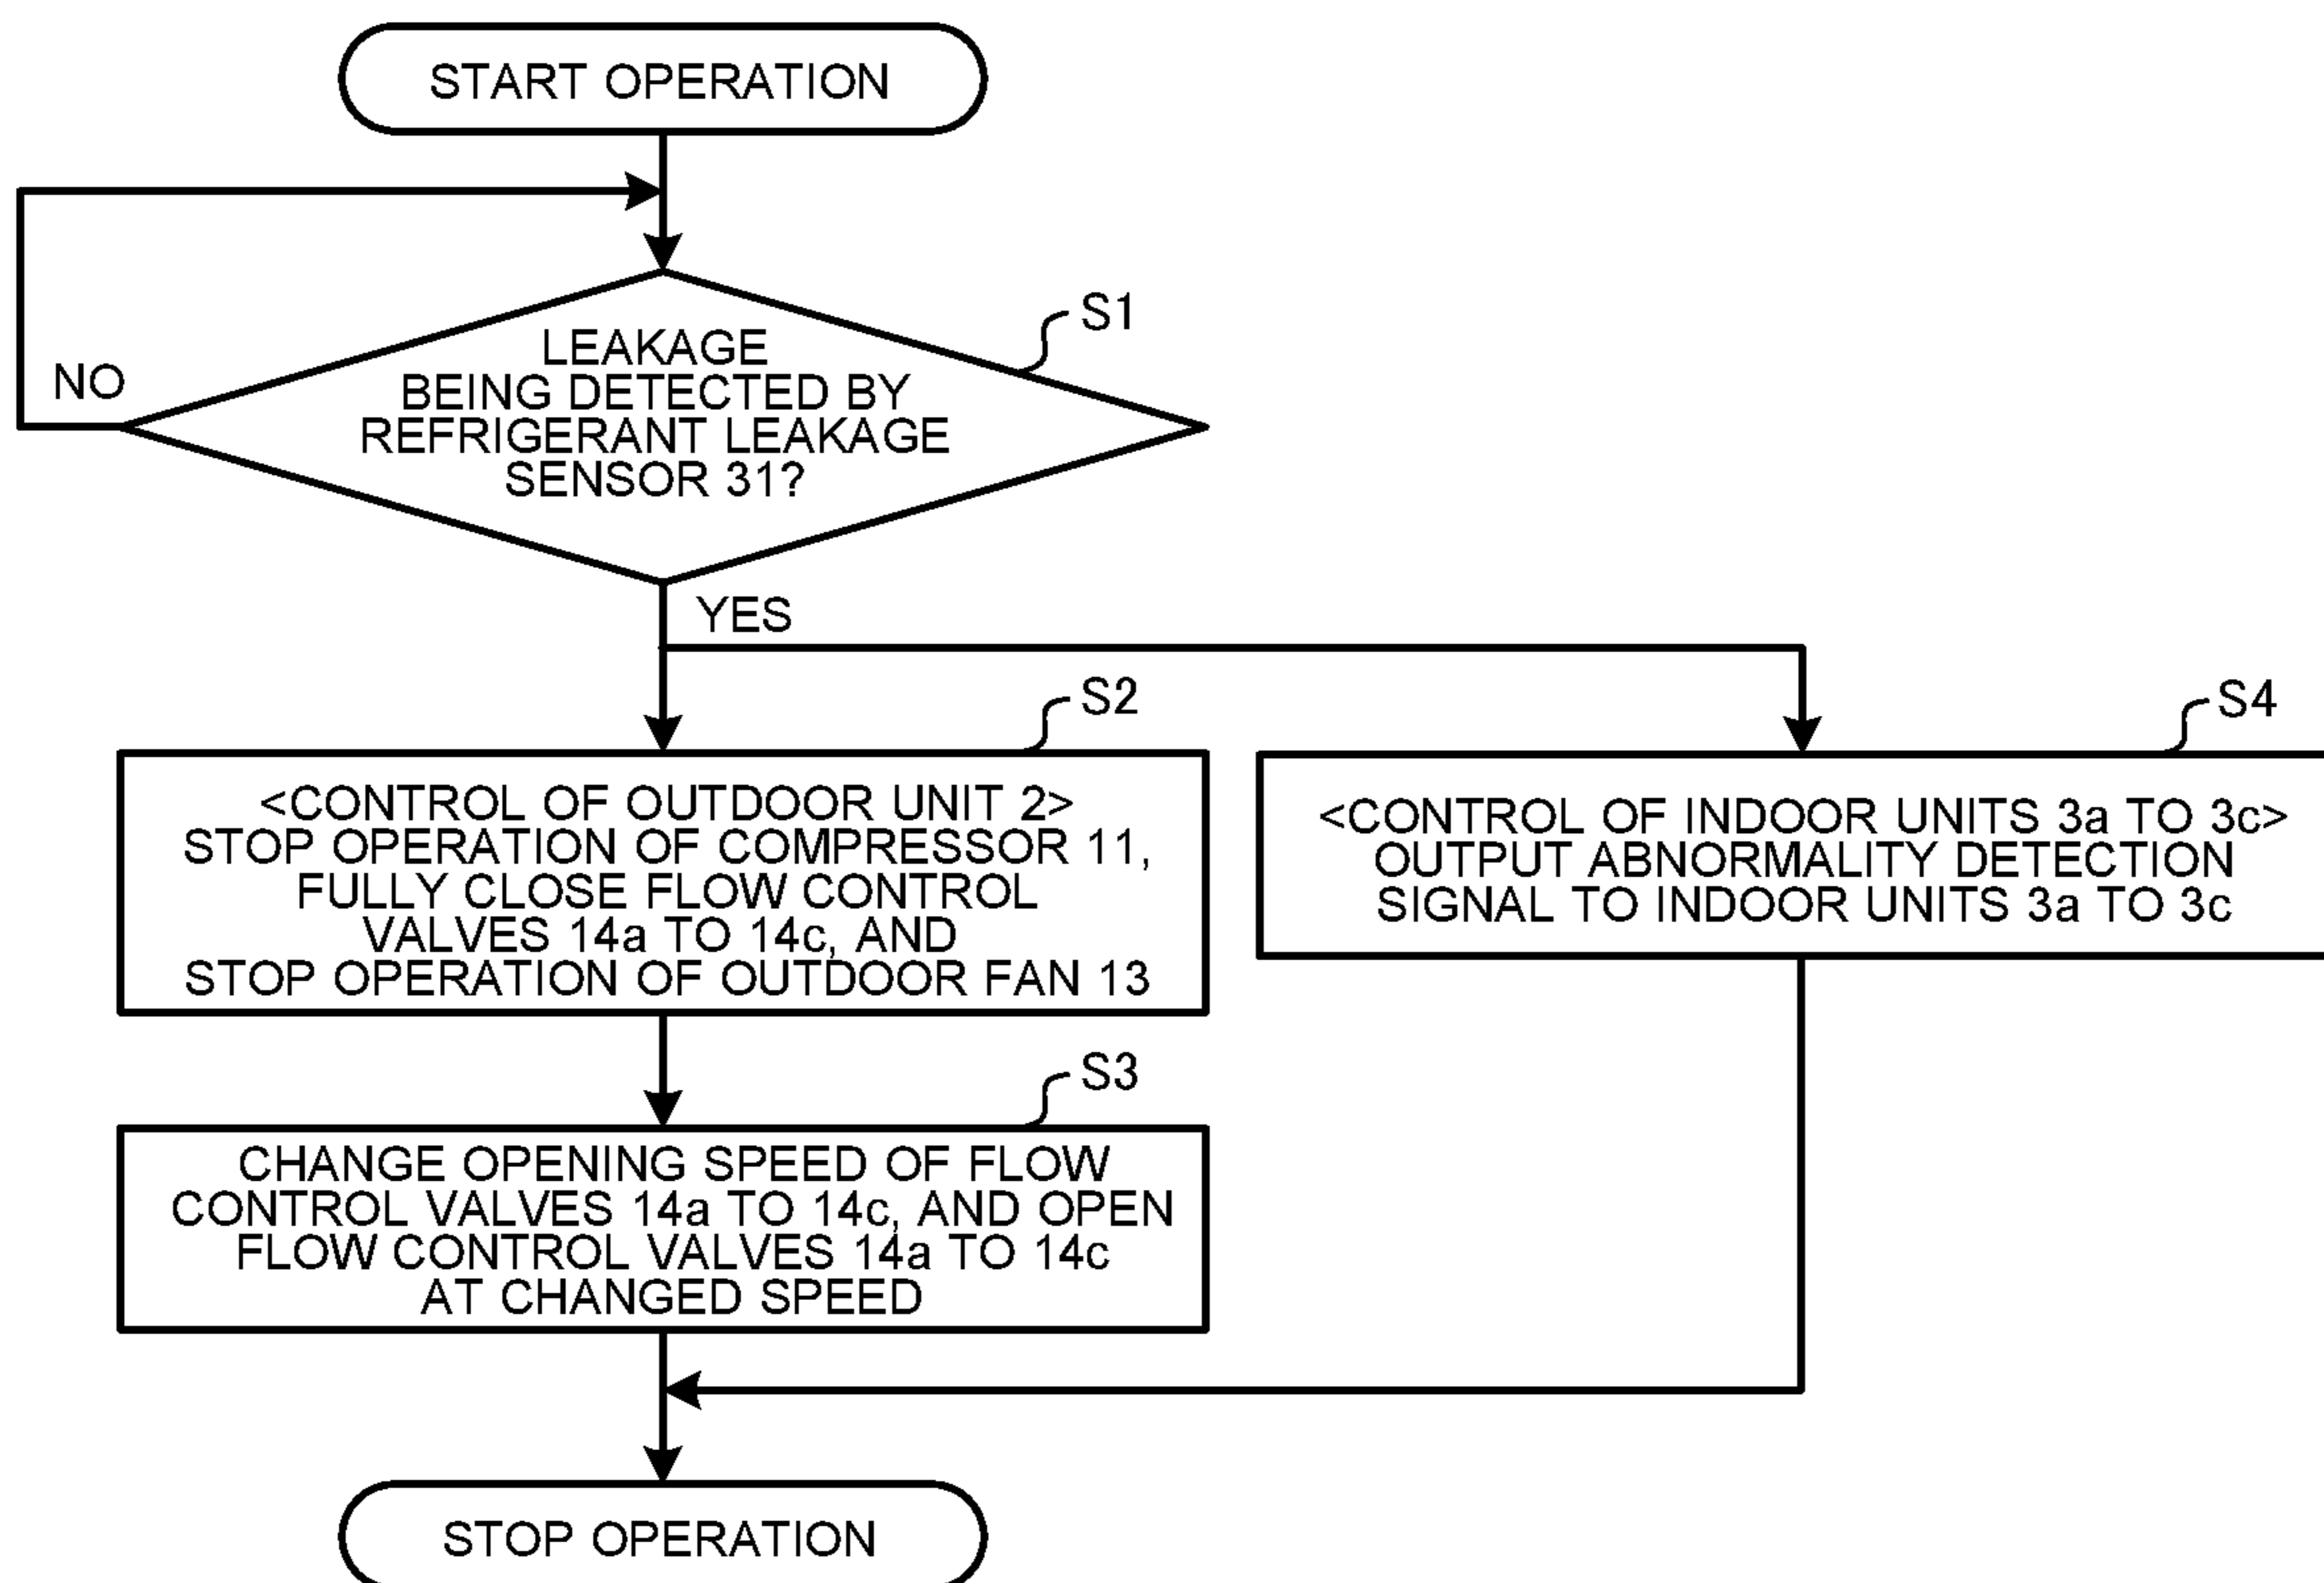 START OPERATION
S1
LEAKAGE
BEING DETECTED BY
REFRIGERANT LEAKAGE
SENSOR 31?
NO
YES
S2
<CONTROL OF OUTDOOR UNIT 2>
STOP OPERATION OF COMPRESSOR 11,
FULLY CLOSE FLOW CONTROL
VALVES 14a TO 14c, AND
STOP OPERATION OF OUTDOOR FAN 13
S4
<CONTROL OF INDOOR UNITS 3a TO 3c>
OUTPUT ABNORMALITY DETECTION
SIGNAL TO INDOOR UNITS 3a TO 3c
S3
CHANGE OPENING SPEED OF FLOW
CONTROL VALVES 14a TO 14c, AND OPEN
FLOW CONTROL VALVES 14a TO 14c
AT CHANGED SPEED
STOP OPERATION